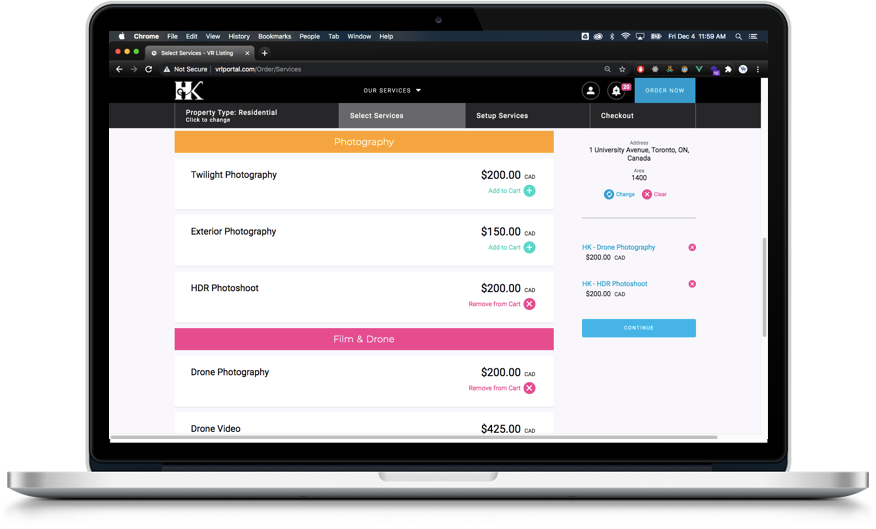 Chrome File Edit View History Bookmarks People Tab Window Help
Fri Dec 4 11:59 AM
Select Services - VR Listing
Not Secure | vrlportal.com/Order/Services
HK
OUR SERVICES
20
ORDER NOW
Property Type: Residential
Click to change
Select Services
Setup Services
Checkout
Photography
Twilight Photography
$200.00 CAD
Add to Cart
Exterior Photography
$150.00 CAD
Add to Cart
HDR Photoshoot
$200.00 CAD
Remove from Cart
Film & Drone
Drone Photography
$200.00 CAD
Remove from Cart
Drone Video
$425.00 CAD
Address
1 University Avenue, Toronto, ON,
Canada
Area
1400
Change Clear
HK - Drone Photography
$200.00 CAD
HK - HDR Photoshoot
$200.00 CAD
CONTINUE